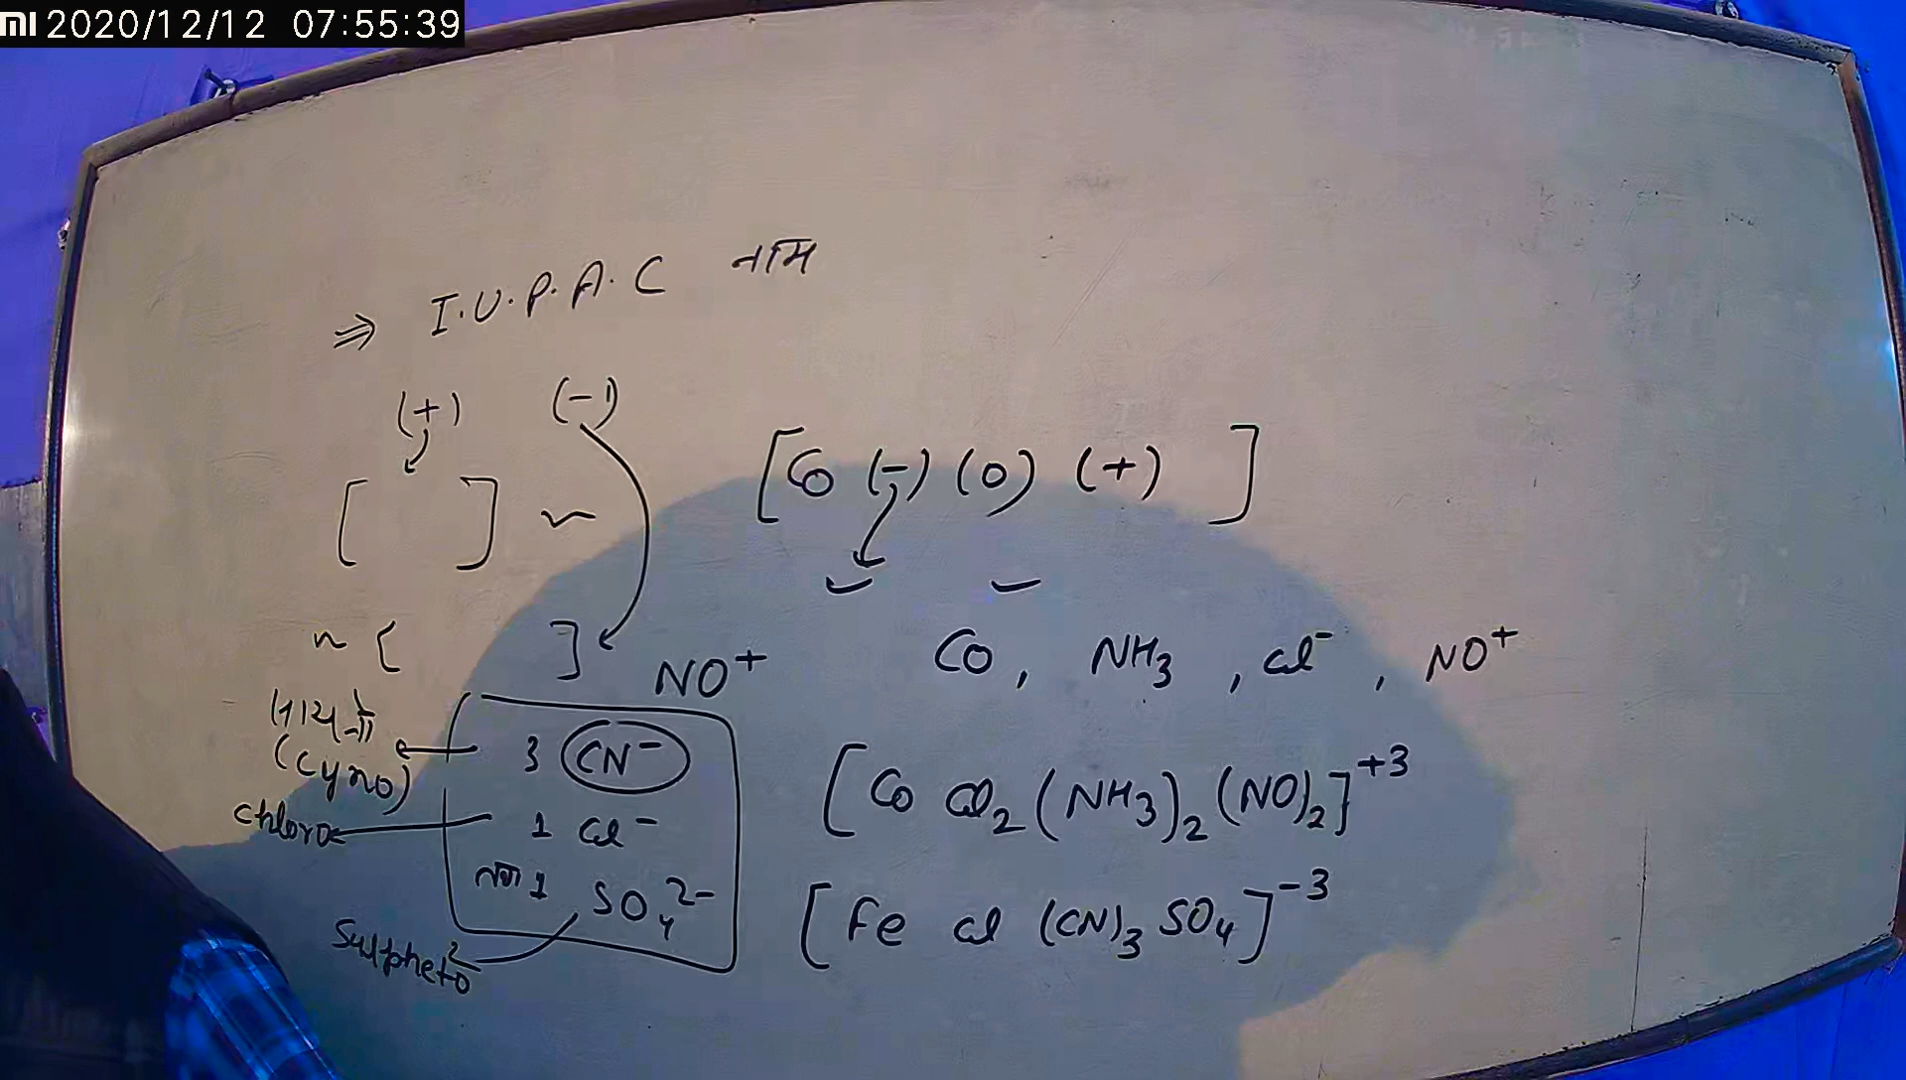 MI 2020/12/12 07:55:39
⇒ I.U.P.A.C नाम
(+) (-)
[ ] ~
[Co (-) (0) (+) ]
~ [ ]
NO⁺
Co, NH₃, Cl⁻, NO⁺
3 CN⁻
(Cyno)
[Co Cl₂ (NH₃)₂ (NO)₂]⁺³
chloro
1 Cl⁻
1 SO₄²⁻
[Fe Cl (CN)₃ SO₄]⁻³
Sulpheto